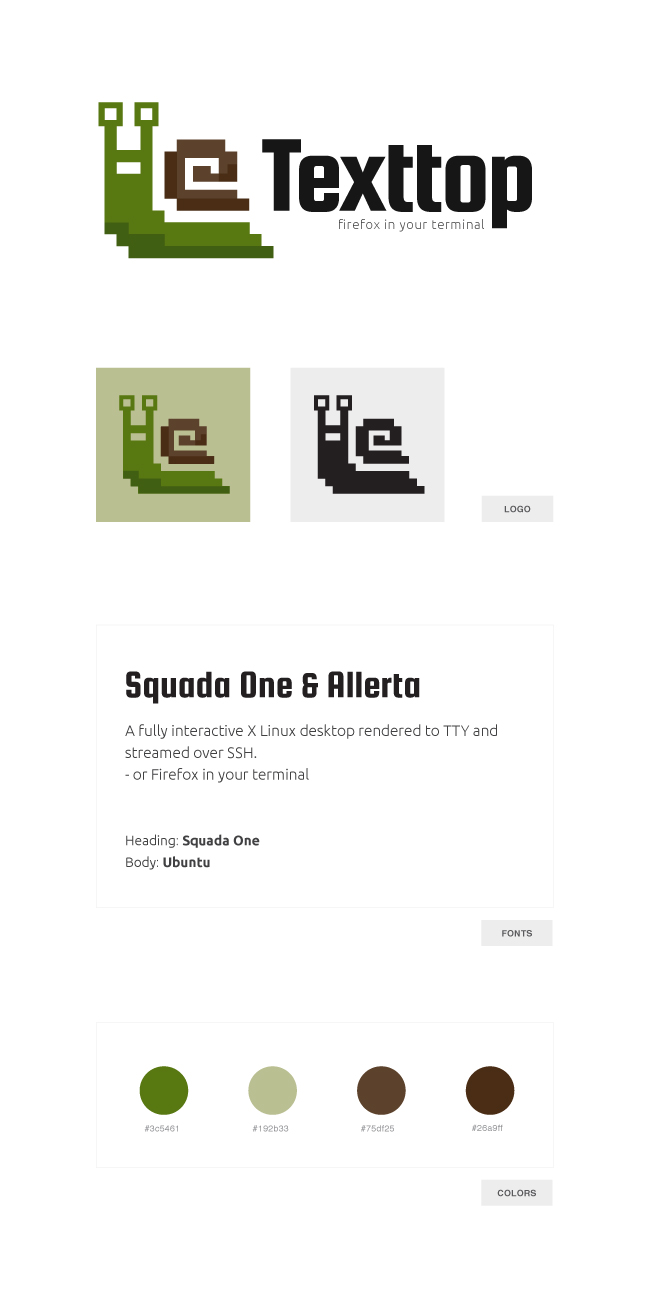 Texttop
firefox in your terminal
LOGO
Squada One & Allerta
A fully interactive X Linux desktop rendered to TTY and
streamed over SSH.
- or Firefox in your terminal
Heading: Squada One
Body: Ubuntu
FONTS
#3c5461 #192b33 #75df25 #26a9ff
COLORS